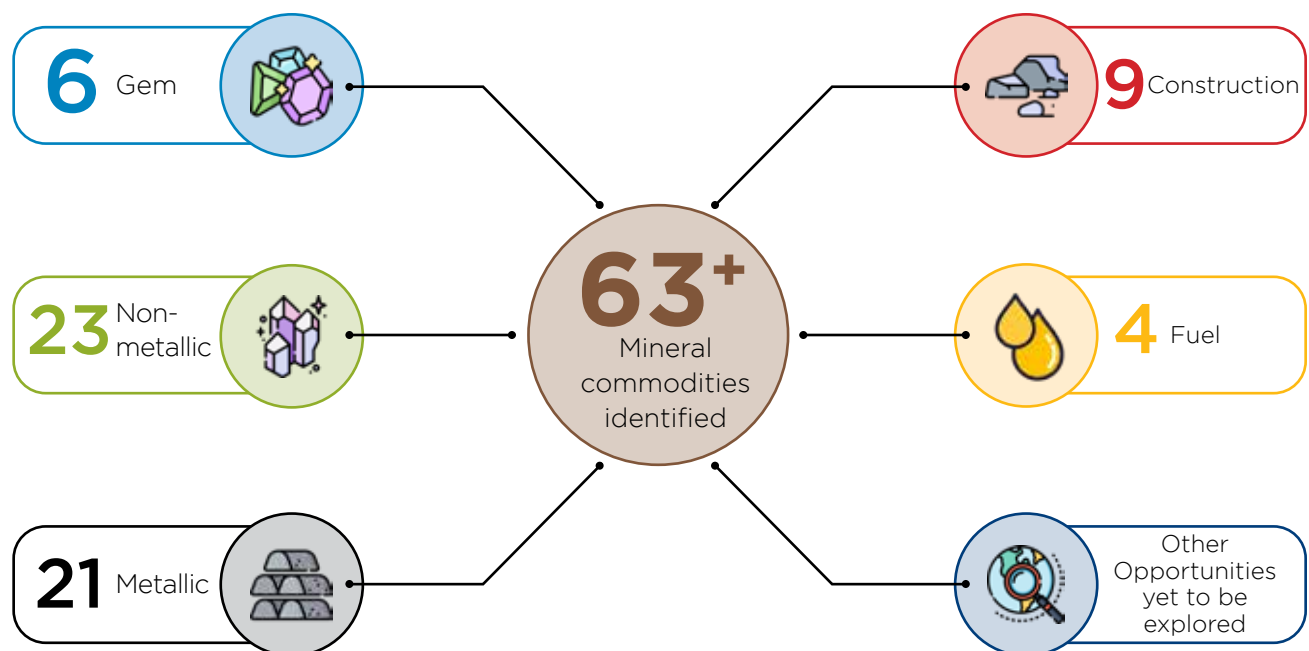 6 Gem
23 Non-
metallic
21 Metallic
63+
Mineral
commodities
identified
9 Construction
4 Fuel
Other
Opportunities
yet to be
explored